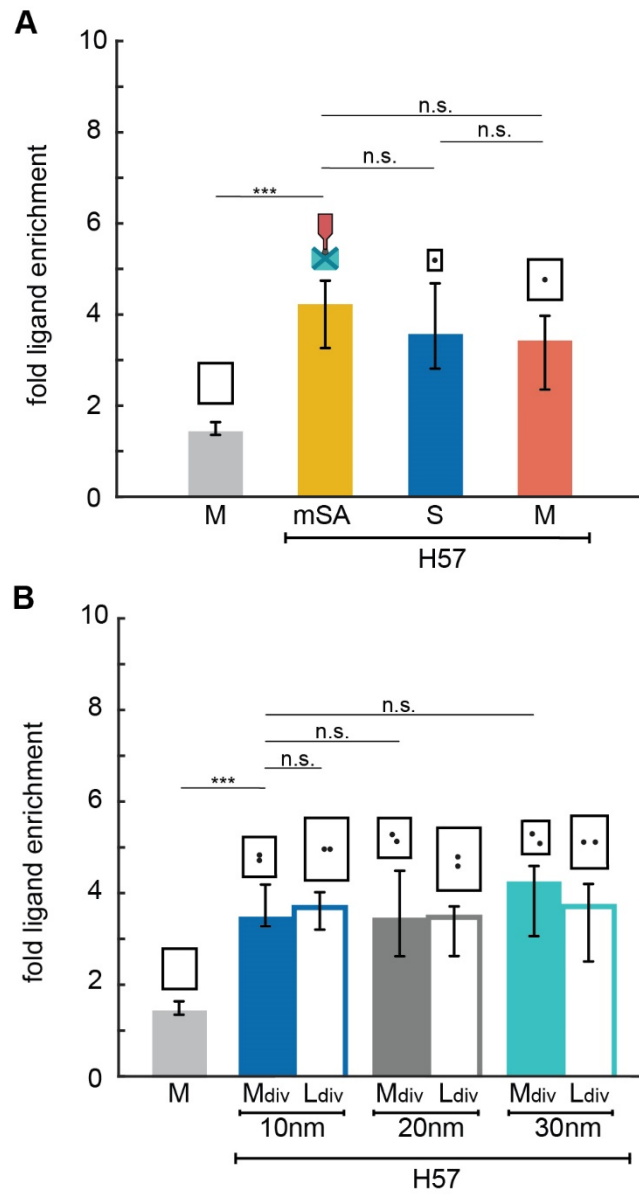 A
fold ligand enrichment
10
8
6
4
2
0
n.s.
n.s.
n.s.
***
M mSA S M
H57
B
fold ligand enrichment
10
8
6
4
2
0
n.s.
n.s.
n.s.
***
M Mdiv Ldiv Mdiv Ldiv Mdiv Ldiv
10nm 20nm 30nm
H57